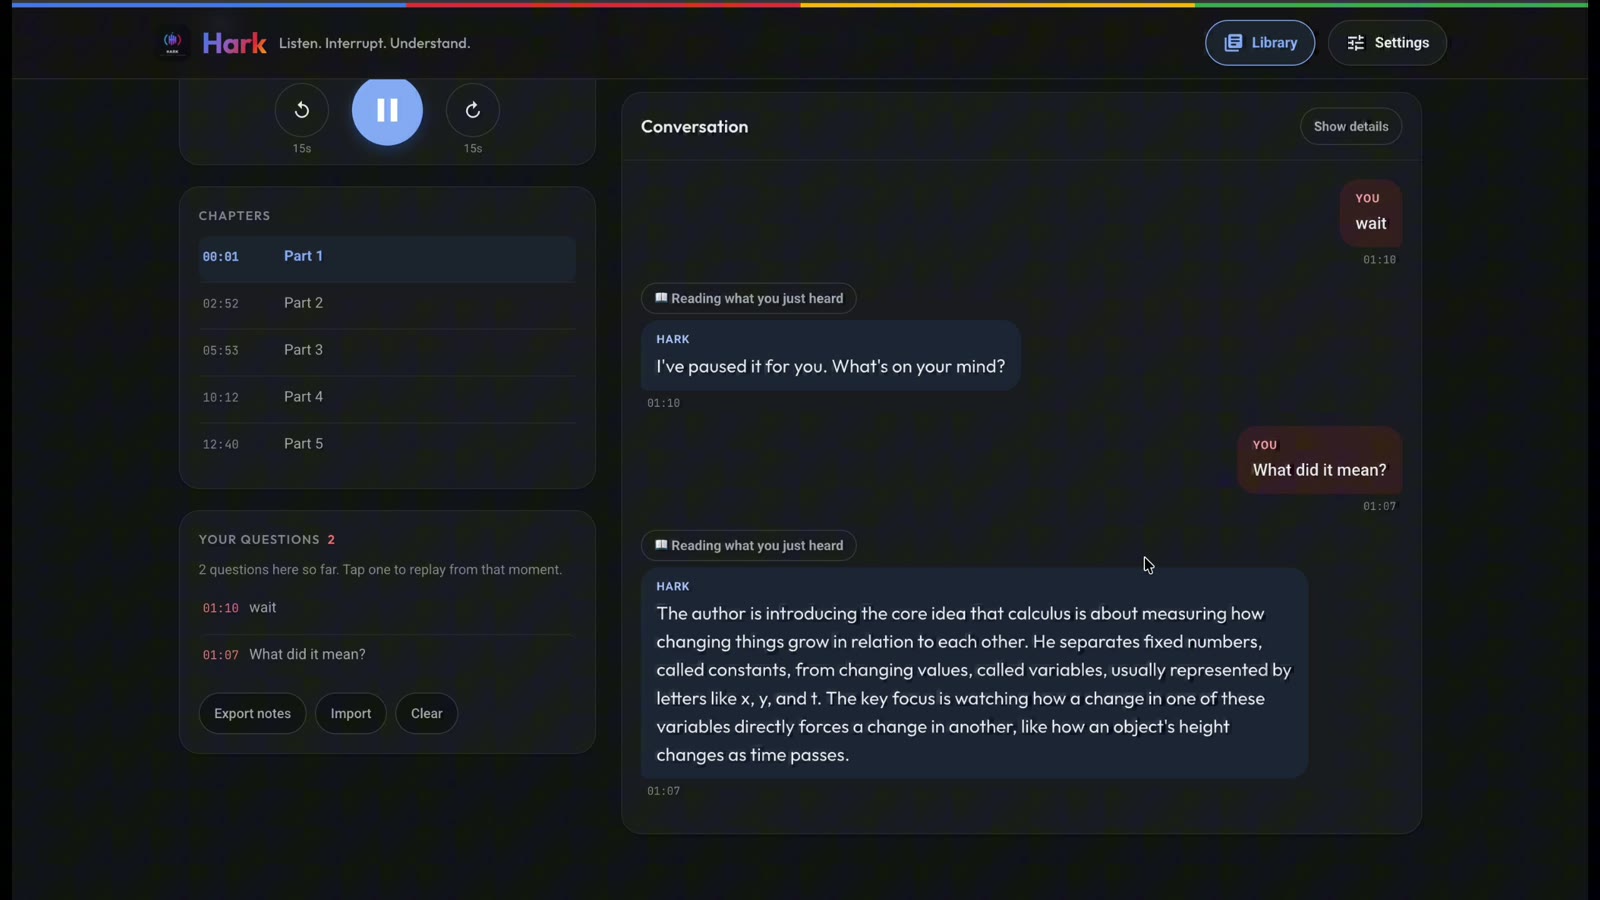 HARK
Hark
Listen. Interrupt. Understand.
Library
Settings
15s
15s
CHAPTERS
00:01 Part 1
02:52 Part 2
05:53 Part 3
10:12 Part 4
12:40 Part 5
YOUR QUESTIONS 2
2 questions here so far. Tap one to replay from that moment.
01:10 wait
01:07 What did it mean?
Export notes
Import
Clear
Conversation
Show details
YOU
wait
01:10
Reading what you just heard
HARK
I've paused it for you. What's on your mind?
01:10
YOU
What did it mean?
01:07
Reading what you just heard
HARK
The author is introducing the core idea that calculus is about measuring how
changing things grow in relation to each other. He separates fixed numbers,
called constants, from changing values, called variables, usually represented by
letters like x, y, and t. The key focus is watching how a change in one of these
variables directly forces a change in another, like how an object's height
changes as time passes.
01:07